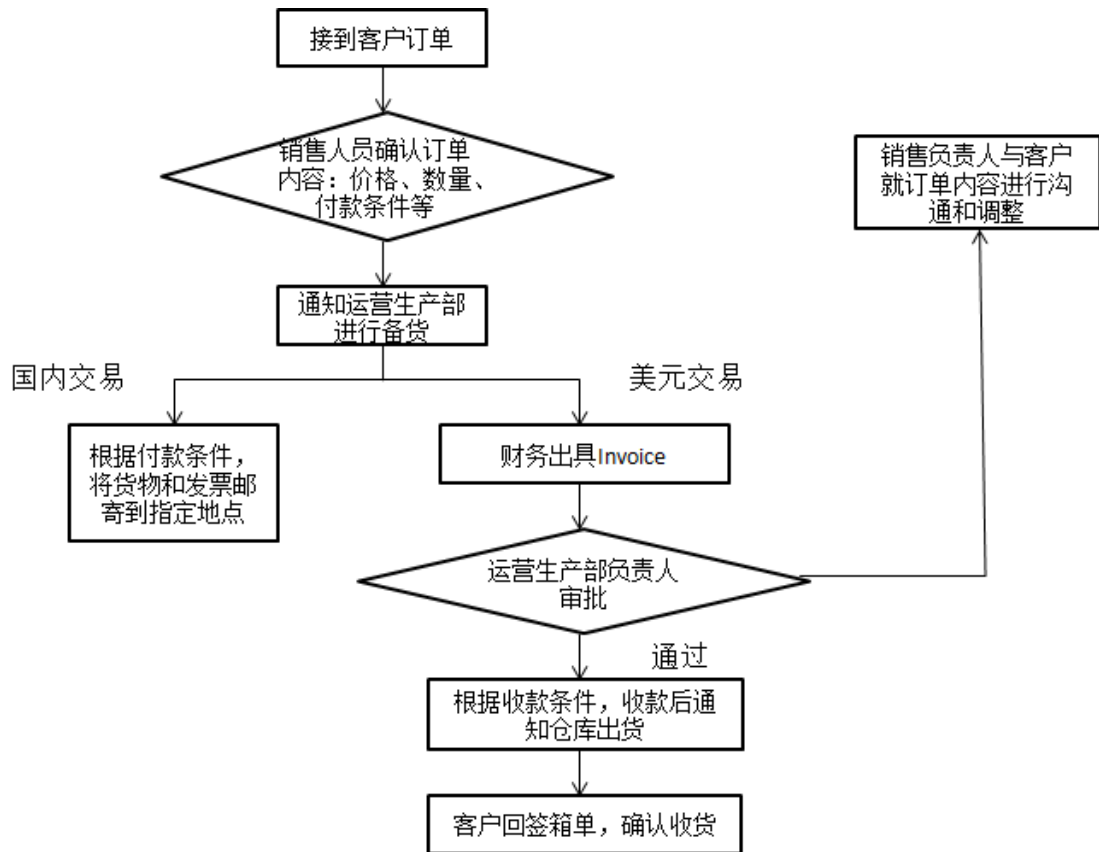 接到客户订单
销售人员确认订单
内容：价格、数量、
付款条件等
销售负责人与客户
就订单内容进行沟
通和调整
通知运营生产部
进行备货
国内交易
美元交易
根据付款条件，
将货物和发票邮
寄到指定地点
财务出具Invoice
运营生产部负责人
审批
通过
根据收款条件，收款后通
知仓库出货
客户回签箱单，确认收货